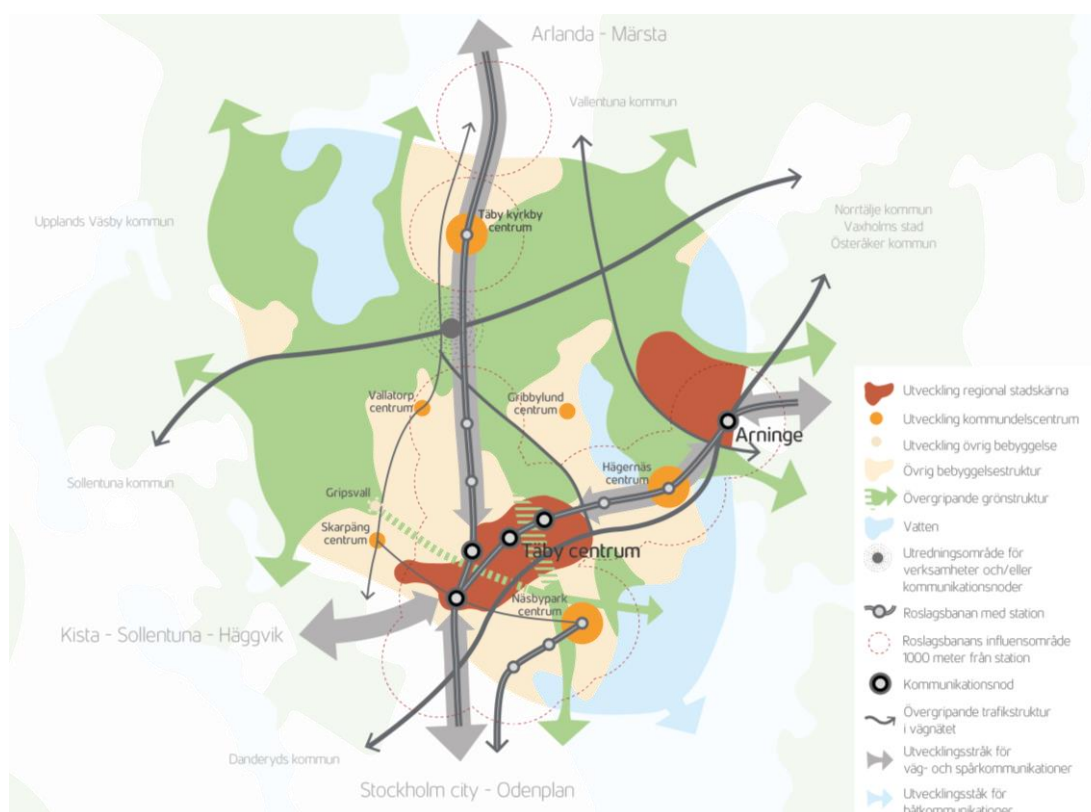 Arlanda - Märsta
Vallentuna kommun
Upplands Väsby kommun
Täby kyrkby
centrum
Norrtälje kommun
Vaxholms stad
Österåker kommun
Vallatorp
centrum
Gribbylund
centrum
Arninge
Hägernäs
centrum
Sollentuna kommun
Gripsvall
Skarpäng
centrum
Täby centrum
Näsbypark
centrum
Kista - Sollentuna - Häggvik
Danderyds kommun
Stockholm city - Odenplan
Utveckling regional stadskärna
Utveckling kommundelscentrum
Utveckling övrig bebyggelse
Övrig bebyggelsestruktur
Övergripande grönstruktur
Vatten
Utredningsområde för
verksamheter och/eller
kommunikationsnoder
Roslagsbanan med station
Roslagsbanans influensområde
1000 meter från station
Kommunikationsnod
Övergripande trafikstruktur
i vägnätet
Utvecklingsstråk för
väg- och spårkommunikationer
Utvecklingsståk för
båtkommunikationer